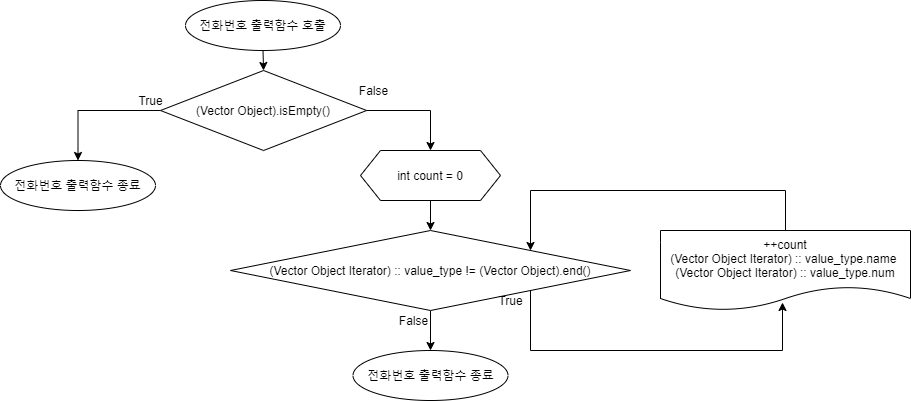 전화번호 출력함수 호출
True
(Vector Object).isEmpty()
False
전화번호 출력함수 종료
int count = 0
(Vector Object Iterator) :: value_type != (Vector Object).end()
++count
(Vector Object Iterator) :: value_type.name
(Vector Object Iterator) :: value_type.num
True
False
전화번호 출력함수 종료